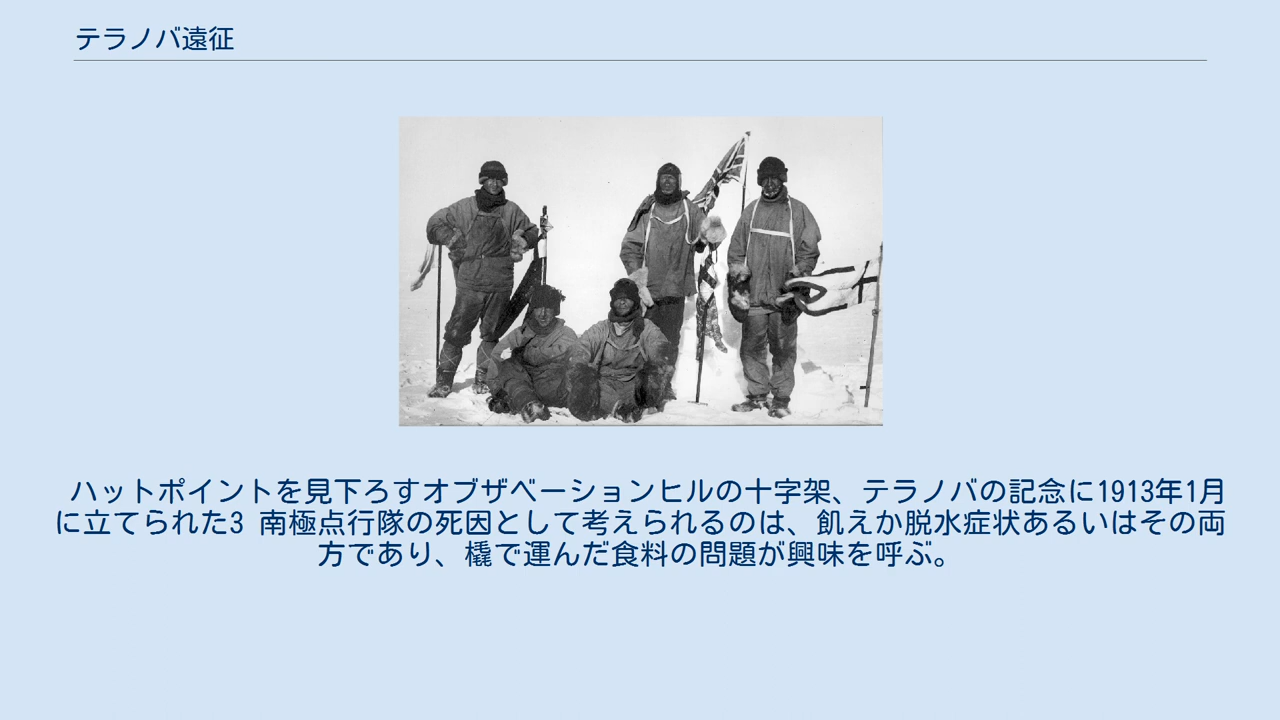 テラノバ遠征
ハットポイントを見下ろすオブザベーションヒルの十字架、テラノバの記念に1913年1月
に立てられた3 南極点行隊の死因として考えられるのは、飢えか脱水症状あるいはその両
方であり、橇で運んだ食料の問題が興味を呼ぶ。